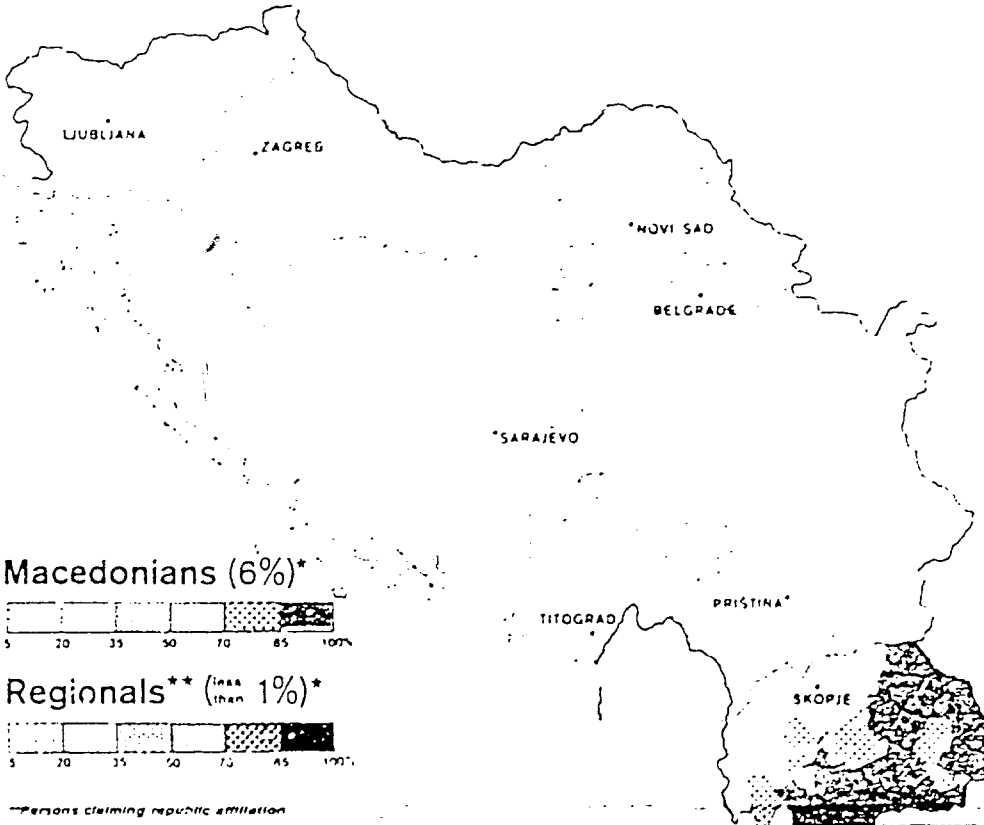 LJUBLJANA
ZAGREB
NOVI SAD
BELGRADE
SARAJEVO
Macedonians (6%)*
5 20 35 50 70 85 100%
TITOGRAD
PRIŠTINA
Regionals** (less than 1%)*
SKOPJE
5 20 35 50 70 85 100%
**Persons claiming republic affiliation